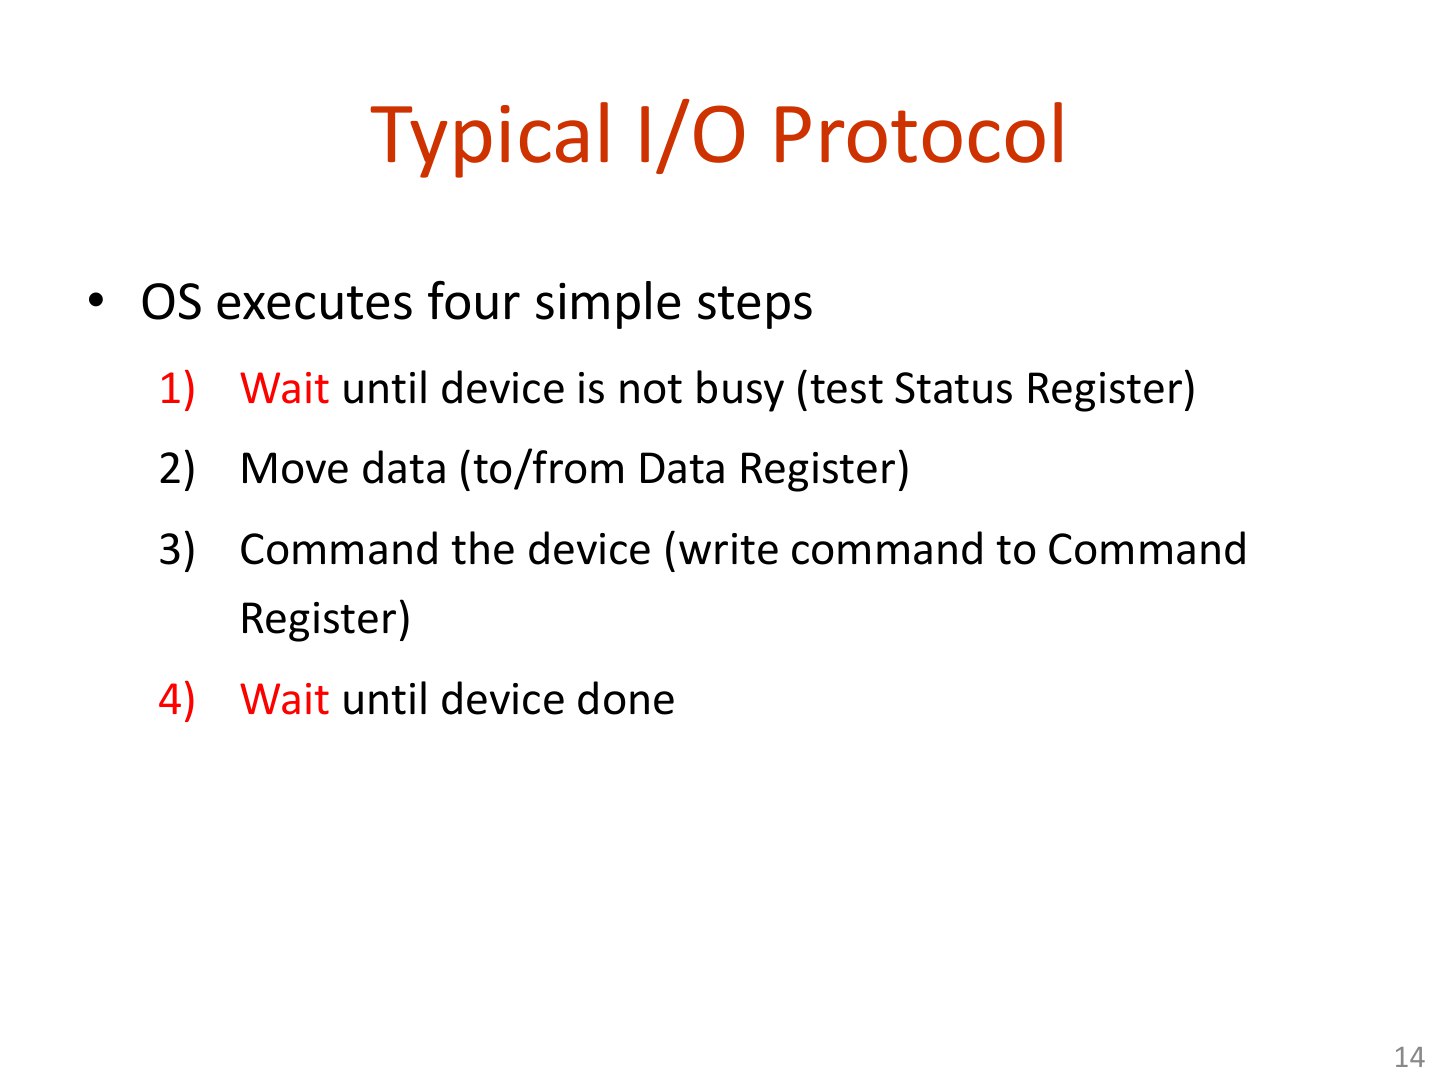 Typical I/O Protocol
• OS executes four simple steps
1) Wait until device is not busy (test Status Register)
2) Move data (to/from Data Register)
3) Command the device (write command to Command
Register)
4) Wait until device done
14